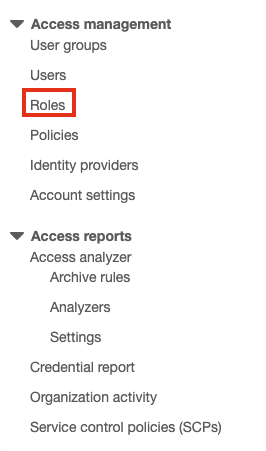 Access management
User groups
Users
Roles
Policies
Identity providers
Account settings
Access reports
Access analyzer
Archive rules
Analyzers
Settings
Credential report
Organization activity
Service control policies (SCPs)